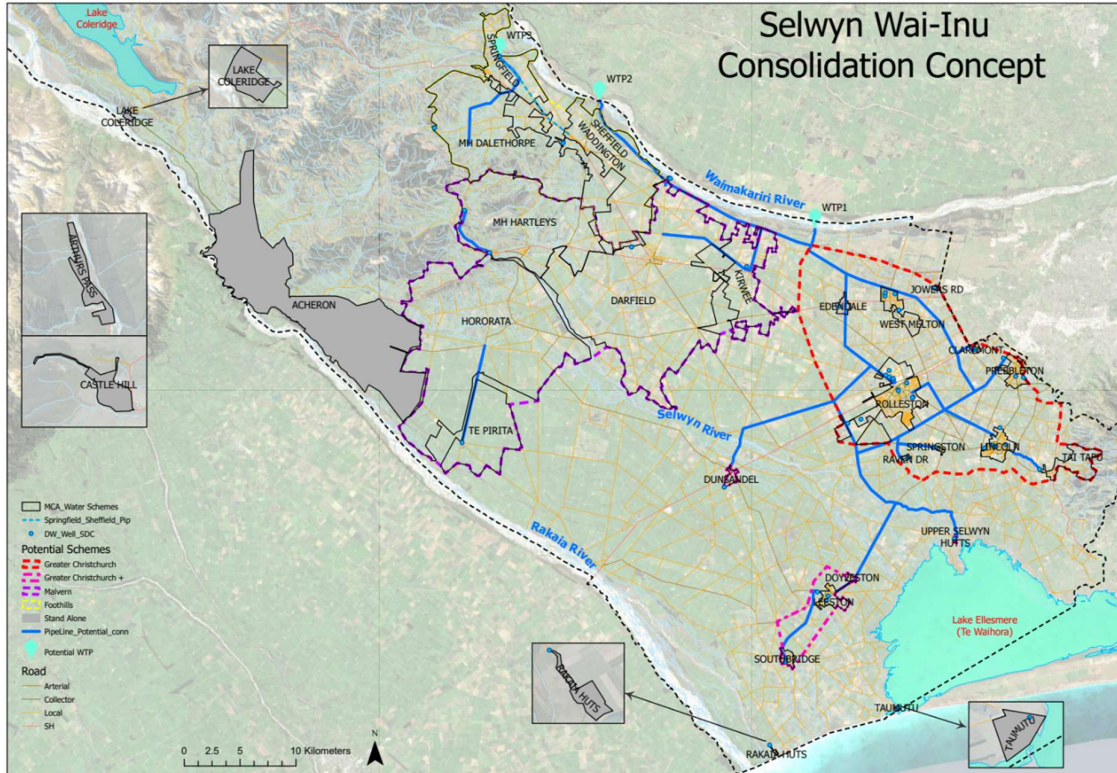 Selwyn Wai-Inu
Consolidation Concept
Lake
Coleridge
LAKE
COLERIDGE
LAKE
COLERIDGE
WTP3
SPRINGFIELD
WTP2
MH DALETHORPE
SHEFFIELD
WADDINGTON
Waimakariri River
WTP1
MH HARTLEYS
ARTHURS PASS
ACHERON
KIRWEE
DARFIELD
HORORATA
EDENDALE
JOWERS RD
WEST MELTON
CLAREMONT
PREBBLETON
CASTLE HILL
ROLLESTON
Selwyn River
TE PIRITA
SPRINGSTON
LINCOLN
RAVEN DR
TAI TAPU
DUNSANDEL
UPPER SELWYN
HUTTS
Rakaia River
DOYLESTON
LEESTON
Lake Ellesmere
(Te Waihora)
SOUTHBRIDGE
RAKAIA HUTS
TAUMUTU
RAKAIA HUTS
TAUMUTU
MCA_Water Schemes
Springfield_Sheffield_Pip
DW_Well_SDC
Potential Schemes
Greater Christchurch
Greater Christchurch +
Malvern
Foothills
Stand Alone
PipeLine_Potential_conn
Potential WTP
Road
Arterial
Collector
Local
SH
0 2.5 5 10 Kilometers
N